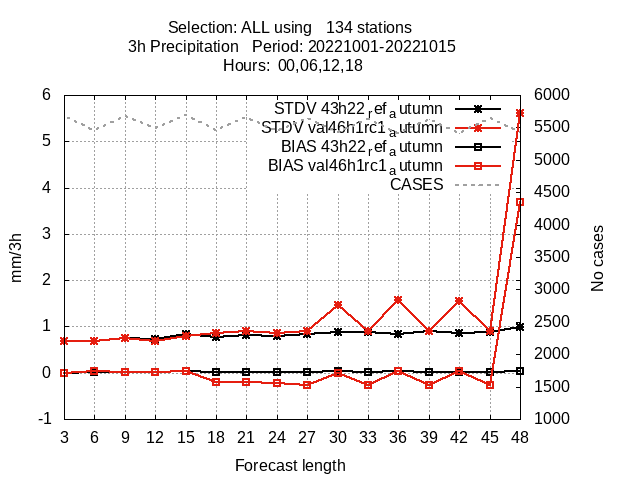 Selection: ALL using 134 stations
3h Precipitation Period: 20221001-20221015
Hours: 00,06,12,18
STDV 43h22ref_autumn
STDV val46h1rc1_autumn
BIAS 43h22ref_autumn
BIAS val46h1rc1_autumn
CASES
6
5
4
3
2
1
0
-1
6000
5500
5000
4500
4000
3500
3000
2500
2000
1500
1000
mm/3h
No cases
3 6 9 12 15 18 21 24 27 30 33 36 39 42 45 48
Forecast length